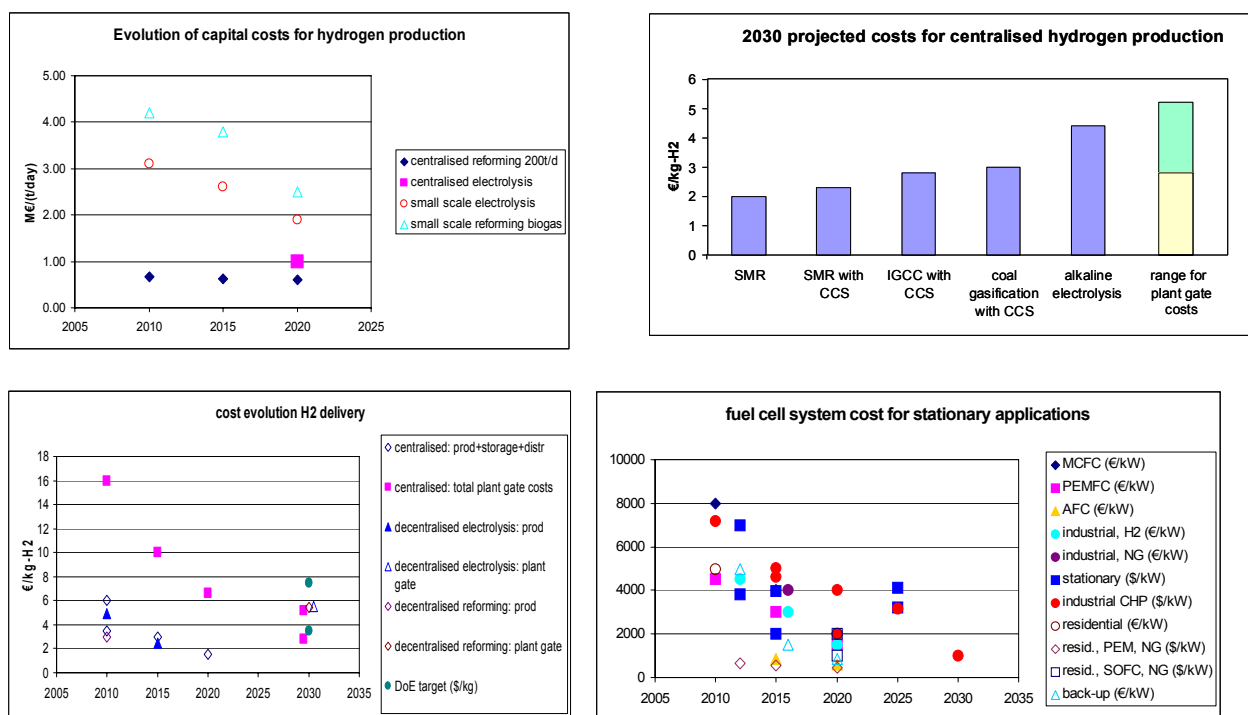 Evolution of capital costs for hydrogen production
5.00
4.00
3.00
2.00
1.00
0.00
M€/(t/day)
2005 2010 2015 2020 2025
centralised reforming 200t/d
centralised electrolysis
small scale electrolysis
small scale reforming biogas
2030 projected costs for centralised hydrogen production
6
5
4
3
2
1
0
€/kg-H2
SMR
SMR with
CCS
IGCC with
CCS
coal
gasification
with CCS
alkaline
electrolysis
range for
plant gate
costs
cost evolution H2 delivery
18
16
14
12
10
8
6
4
2
0
€/kg-H2
2005 2010 2015 2020 2025 2030 2035
centralised: prod+storage+distr
centralised: total plant gate costs
decentralised electrolysis: prod
decentralised electrolysis: plant
gate
decentralised reforming: prod
decentralised reforming: plant gate
DoE target ($/kg)
fuel cell system cost for stationary applications
10000
8000
6000
4000
2000
0
2005 2010 2015 2020 2025 2030 2035
MCFC (€/kW)
PEMFC (€/kW)
AFC (€/kW)
industrial, H2 (€/kW)
industrial, NG (€/kW)
stationary ($/kW)
industrial CHP ($/kW)
residential (€/kW)
resid., PEM, NG ($/kW)
resid., SOFC, NG ($/kW)
back-up (€/kW)